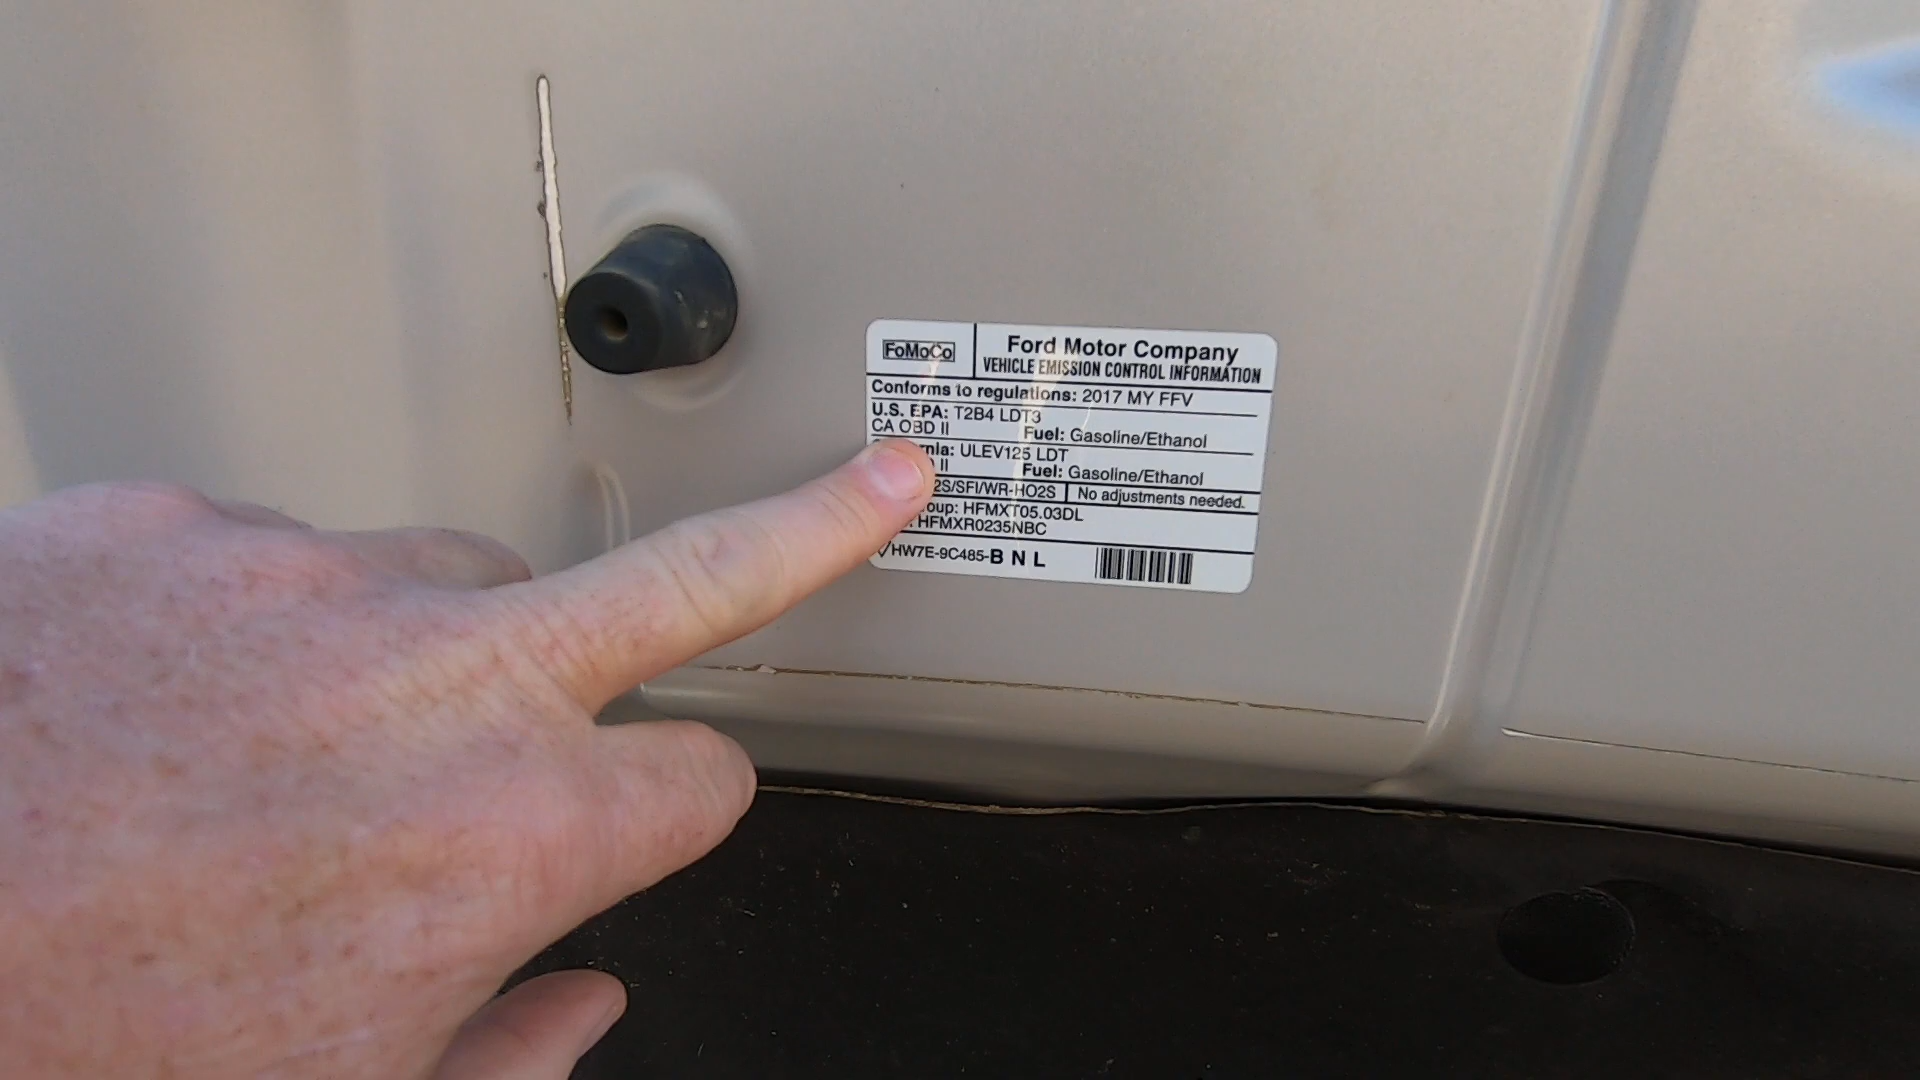 FoMoCo
Ford Motor Company
VEHICLE EMISSION CONTROL INFORMATION
Conforms to regulations: 2017 MY FFV
U.S. EPA: T2B4 LDT3
CA OBD II Fuel: Gasoline/Ethanol
rnia: ULEV125 LDT
II Fuel: Gasoline/Ethanol
2S/SFI/WR-HO2S No adjustments needed.
oup: HFMXT05.03DL
: HFMXR0235NBC
HW7E-9C485-B N L